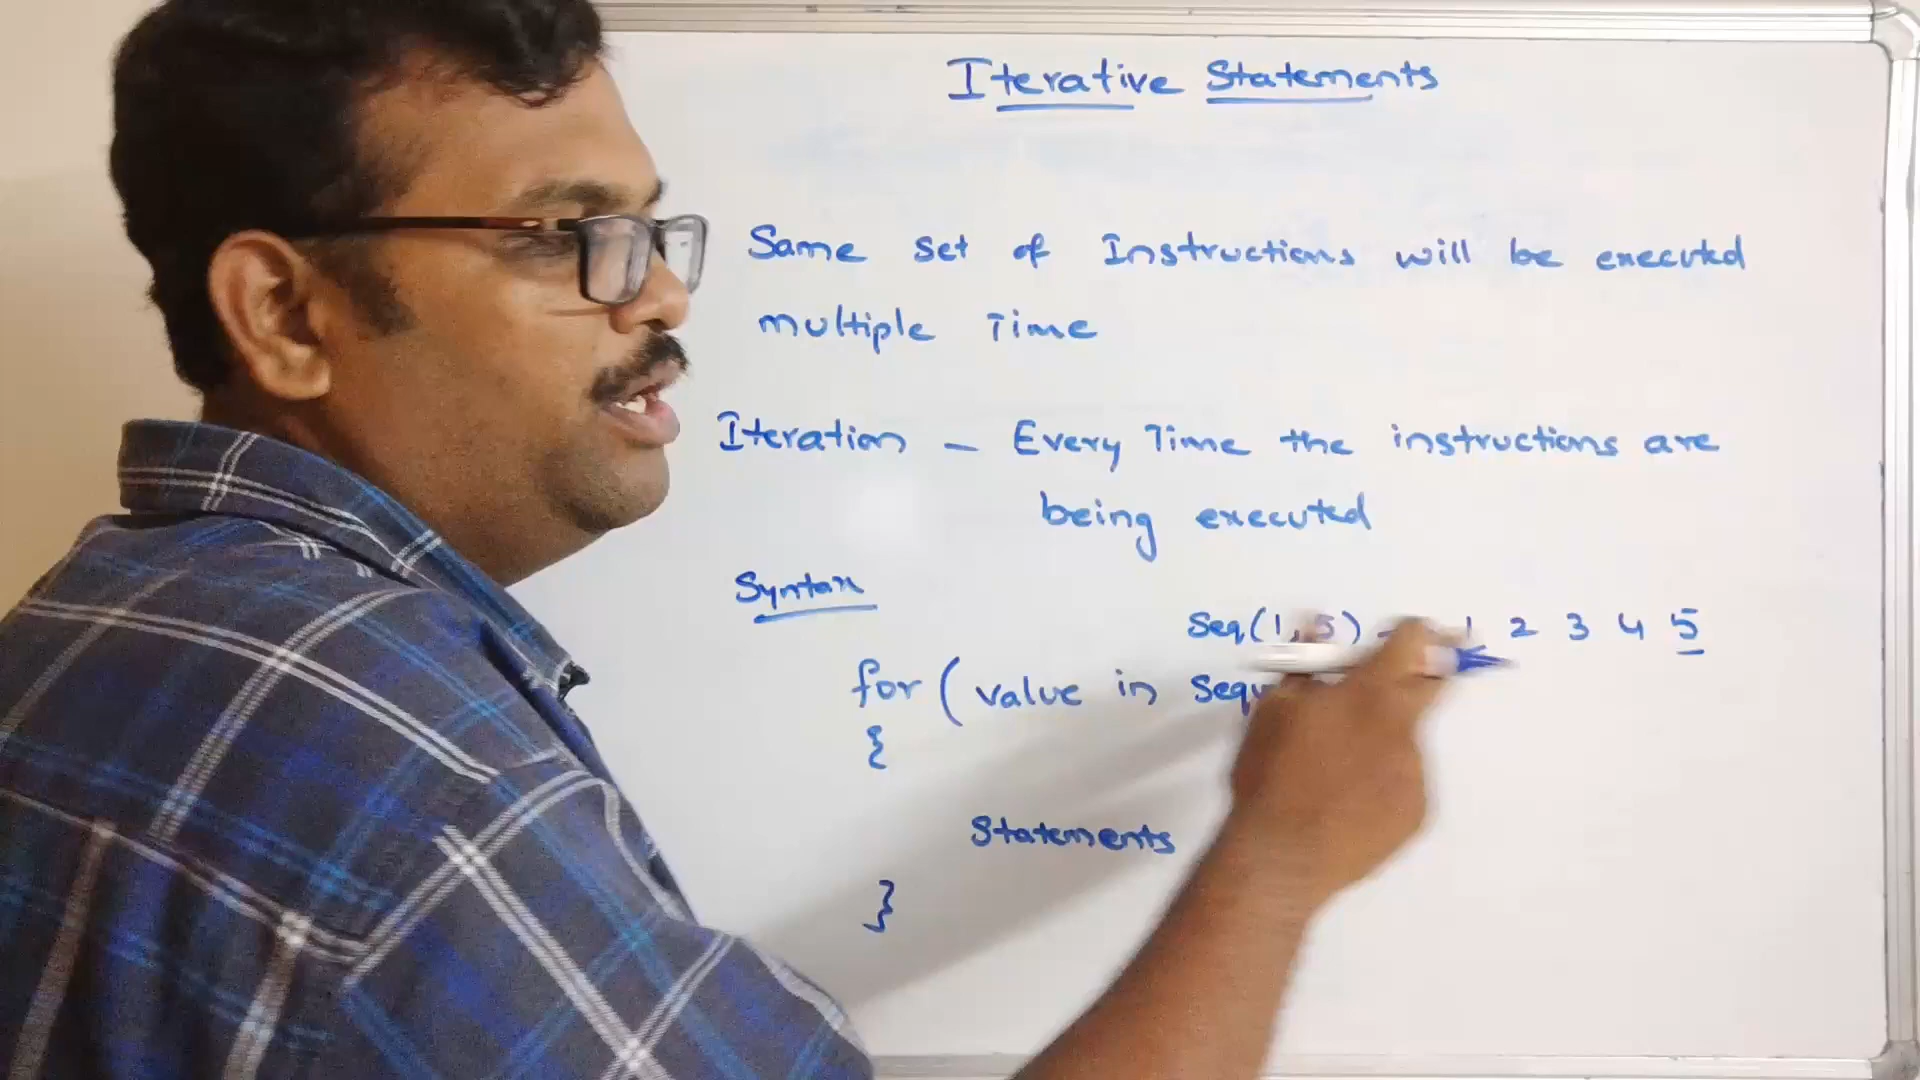 Iterative Statements
Same set of Instructions will be executed
multiple Time
Iteration - Every Time the instructions are
being executed
Syntax
Seq(1,5) - 1 2 3 4 5
for ( value in
{
Statements
}